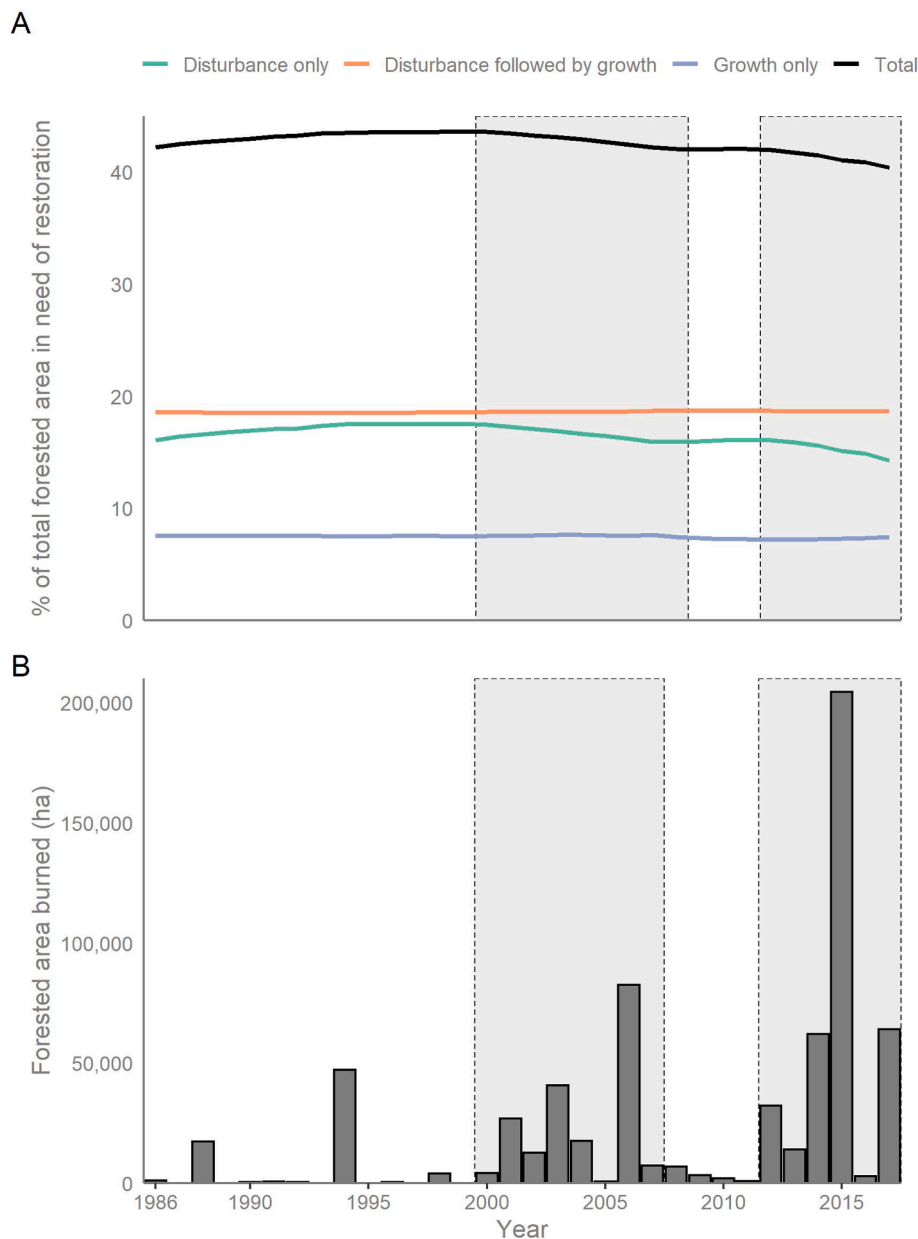 A
Disturbance only Disturbance followed by growth Growth only Total
% of total forested area in need of restoration
40
30
20
10
0
B
Forested area burned (ha)
200,000
150,000
100,000
50,000
0
1986 1990 1995 2000 2005 2010 2015
Year